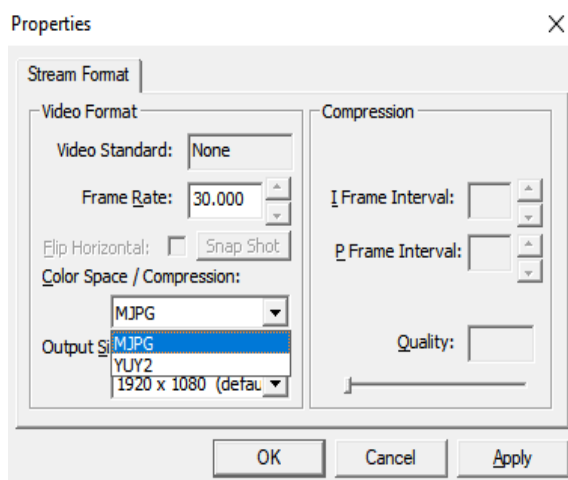 Properties
Stream Format
Video Format
Video Standard: None
Frame Rate: 30.000
Flip Horizontal: Snap Shot
Color Space / Compression:
MJPG
MJPG
YUY2
Output Si
1920 x 1080 (defau
Compression
I Frame Interval:
P Frame Interval:
Quality:
OK Cancel Apply